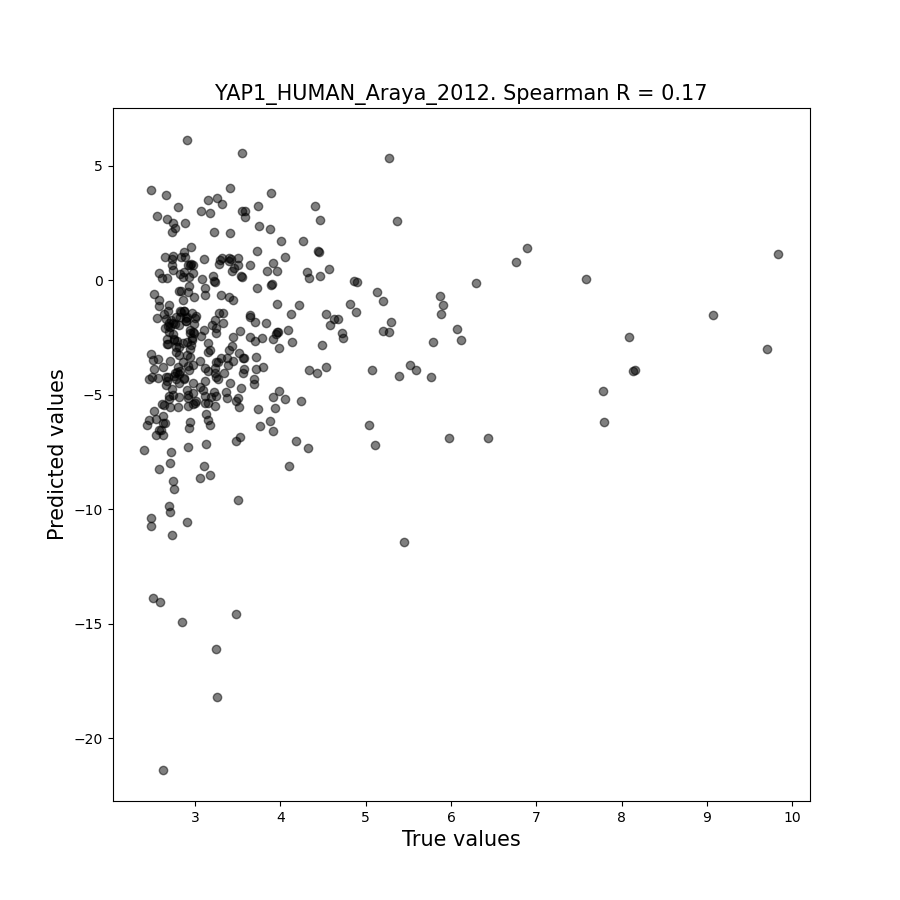 YAP1_HUMAN_Araya_2012. Spearman R = 0.17
5
0
−5
−10
−15
−20
Predicted values
3 4 5 6 7 8 9 10
True values